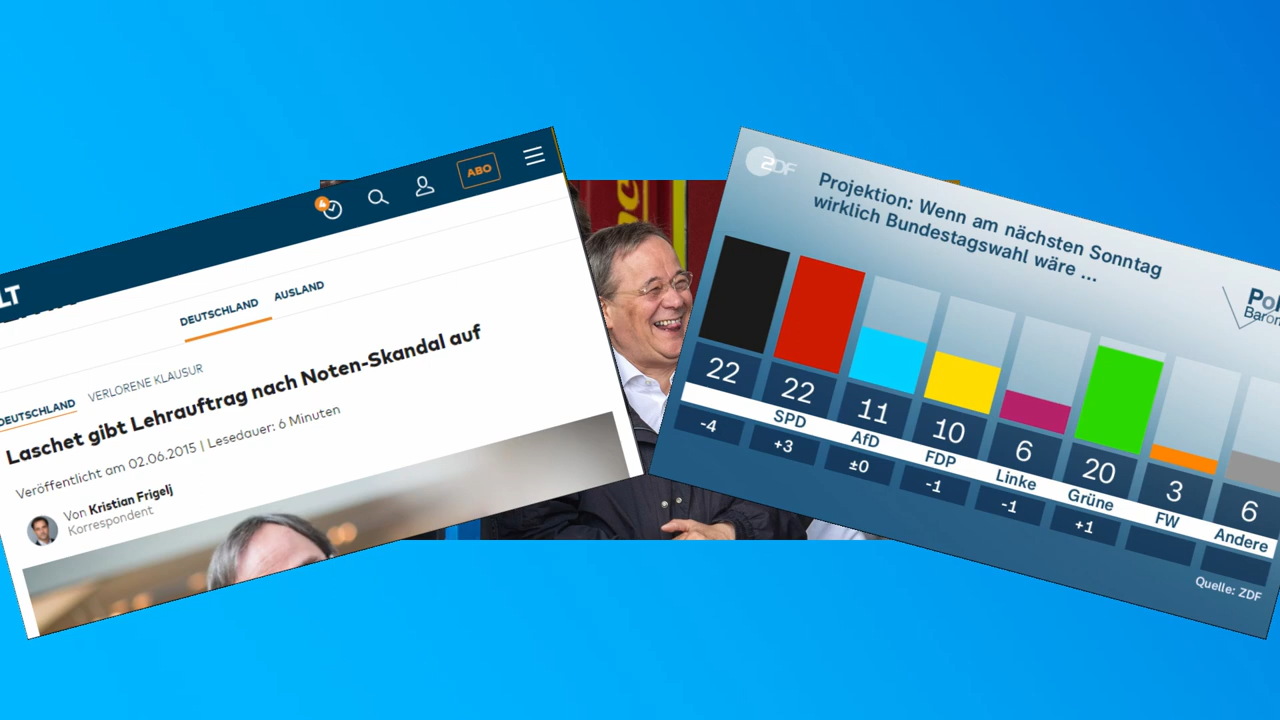 LT
4
ABO
DEUTSCHLAND AUSLAND
DEUTSCHLAND VERLORENE KLAUSUR
Laschet gibt Lehrauftrag nach Noten-Skandal auf
Veröffentlicht am 02.06.2015 | Lesedauer: 6 Minuten
Von Kristian Frigelj
Korrespondent
ZDF
Projektion: Wenn am nächsten Sonntag
wirklich Bundestagswahl wäre ...
Pol
Baron
22 22 11 10 6 20 3 6
SPD AfD FDP Linke Grüne FW Andere
-4 +3 ±0 -1 -1 +1
Quelle: ZDF